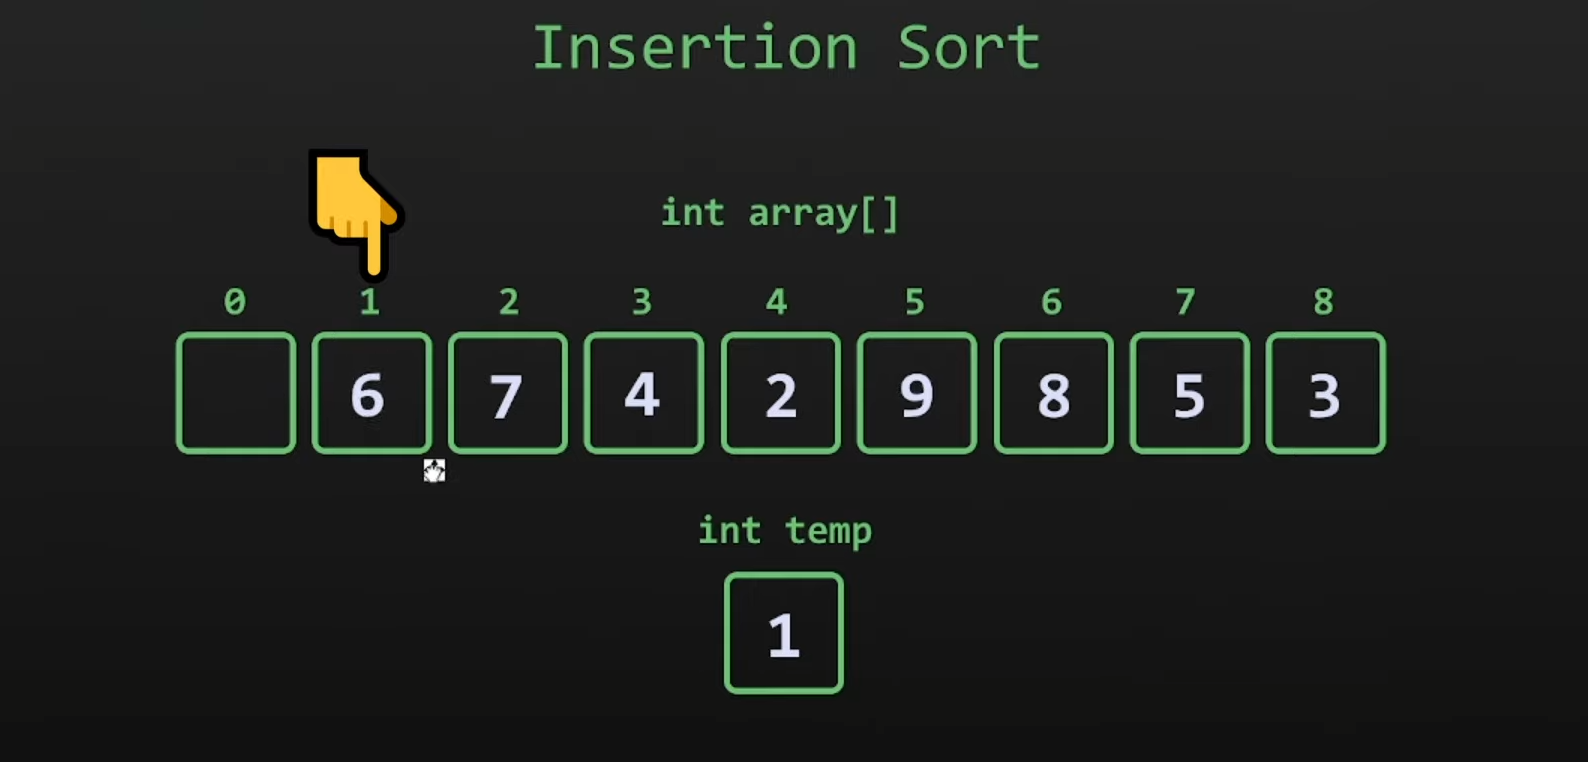 Insertion Sort
int array[]
0 1 2 3 4 5 6 7 8
6 7 4 2 9 8 5 3
int temp
1